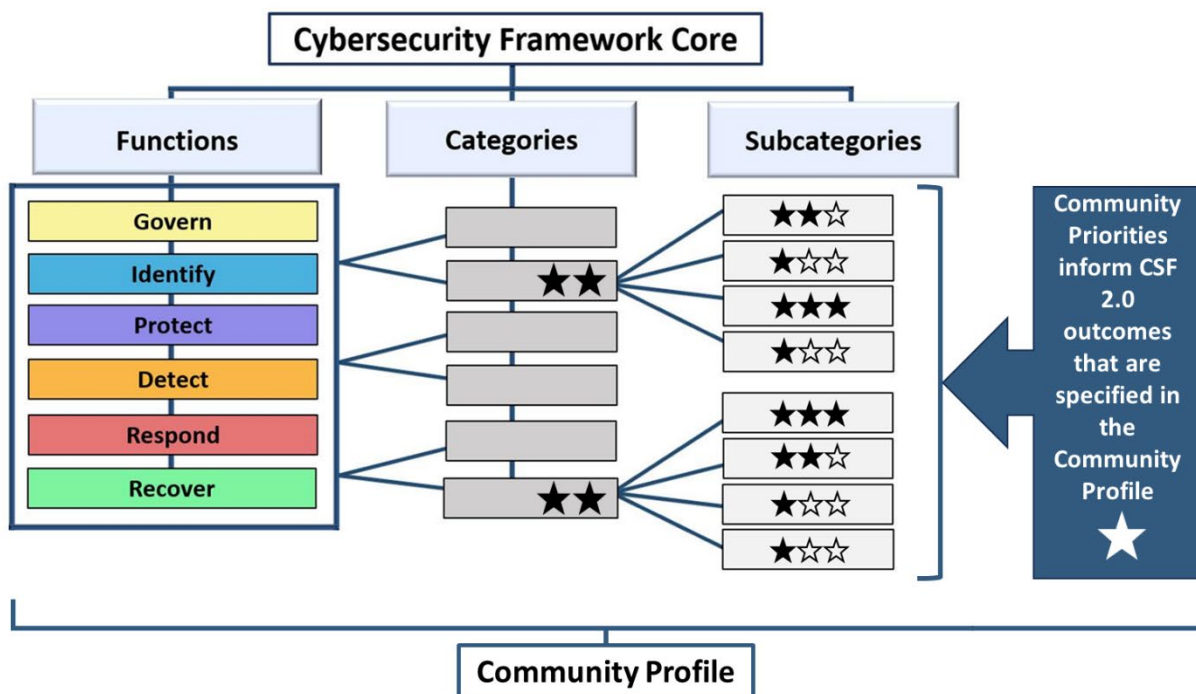 Cybersecurity Framework Core
Functions
Categories
Subcategories
Govern
Identify
Protect
Detect
Respond
Recover
★★
★★
★★☆
★☆☆
★★★
★☆☆
★★★
★★☆
★☆☆
★☆☆
Community
Priorities
inform CSF
2.0
outcomes
that are
specified in
the
Community
Profile
Community Profile